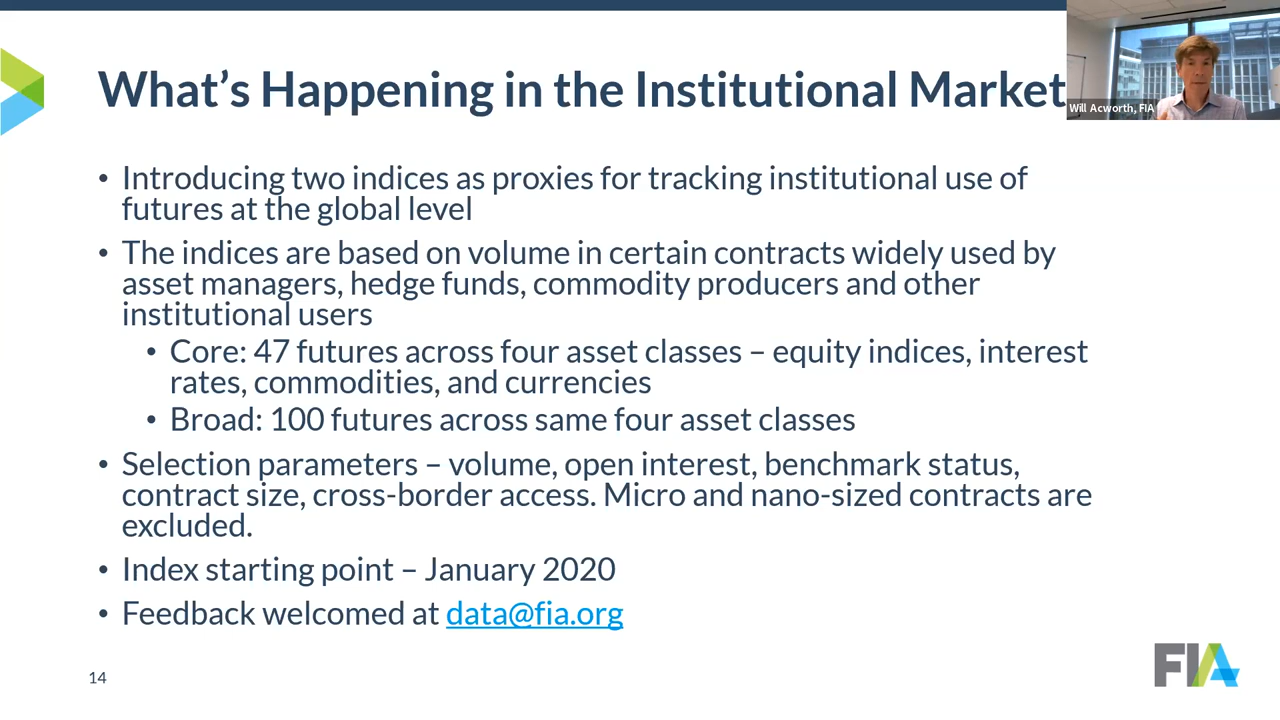 What's Happening in the Institutional Market
Will Acworth, FIA
• Introducing two indices as proxies for tracking institutional use of
futures at the global level
• The indices are based on volume in certain contracts widely used by
asset managers, hedge funds, commodity producers and other
institutional users
• Core: 47 futures across four asset classes – equity indices, interest
rates, commodities, and currencies
• Broad: 100 futures across same four asset classes
• Selection parameters – volume, open interest, benchmark status,
contract size, cross-border access. Micro and nano-sized contracts are
excluded.
• Index starting point – January 2020
• Feedback welcomed at data@fia.org
14
FIA